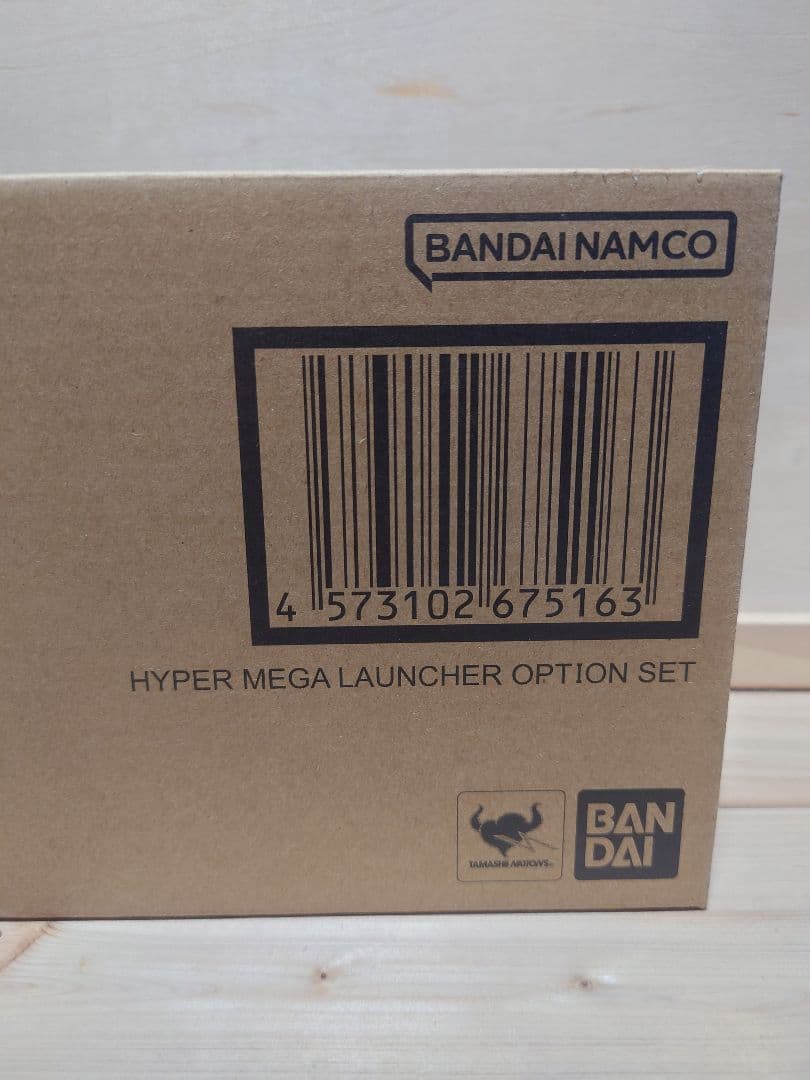 BANDAI NAMCO
4 573102 675163
HYPER MEGA LAUNCHER OPTION SET
TAMASHII NATIONS
BAN
DAI